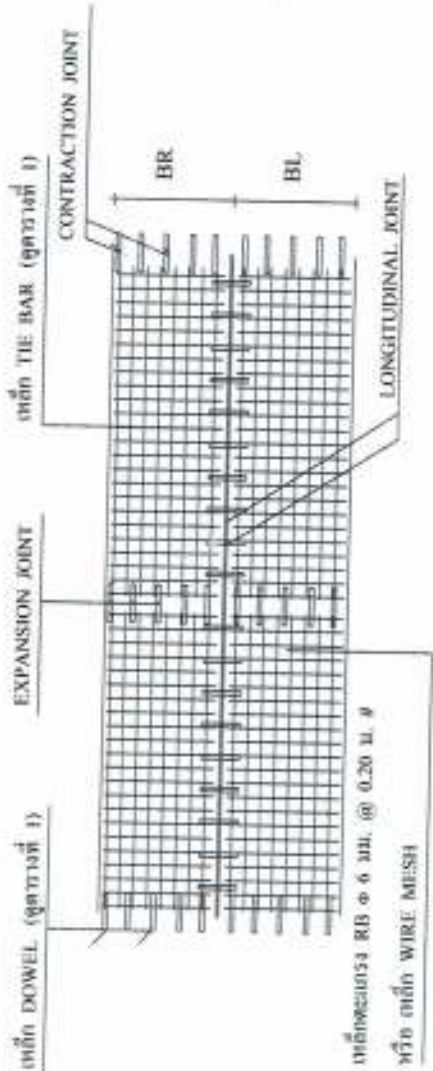 เหล็ก DOWEL (ดูตารางที่ 1)
EXPANSION JOINT
เหล็ก TIE BAR (ดูตารางที่ 1)
CONTRACTION JOINT
BR
BL
LONGITUDINAL JOINT
เหล็กตะแกรง RB Φ 6 มม. @ 0.20 ม. #
หรือ เหล็ก WIRE MESH